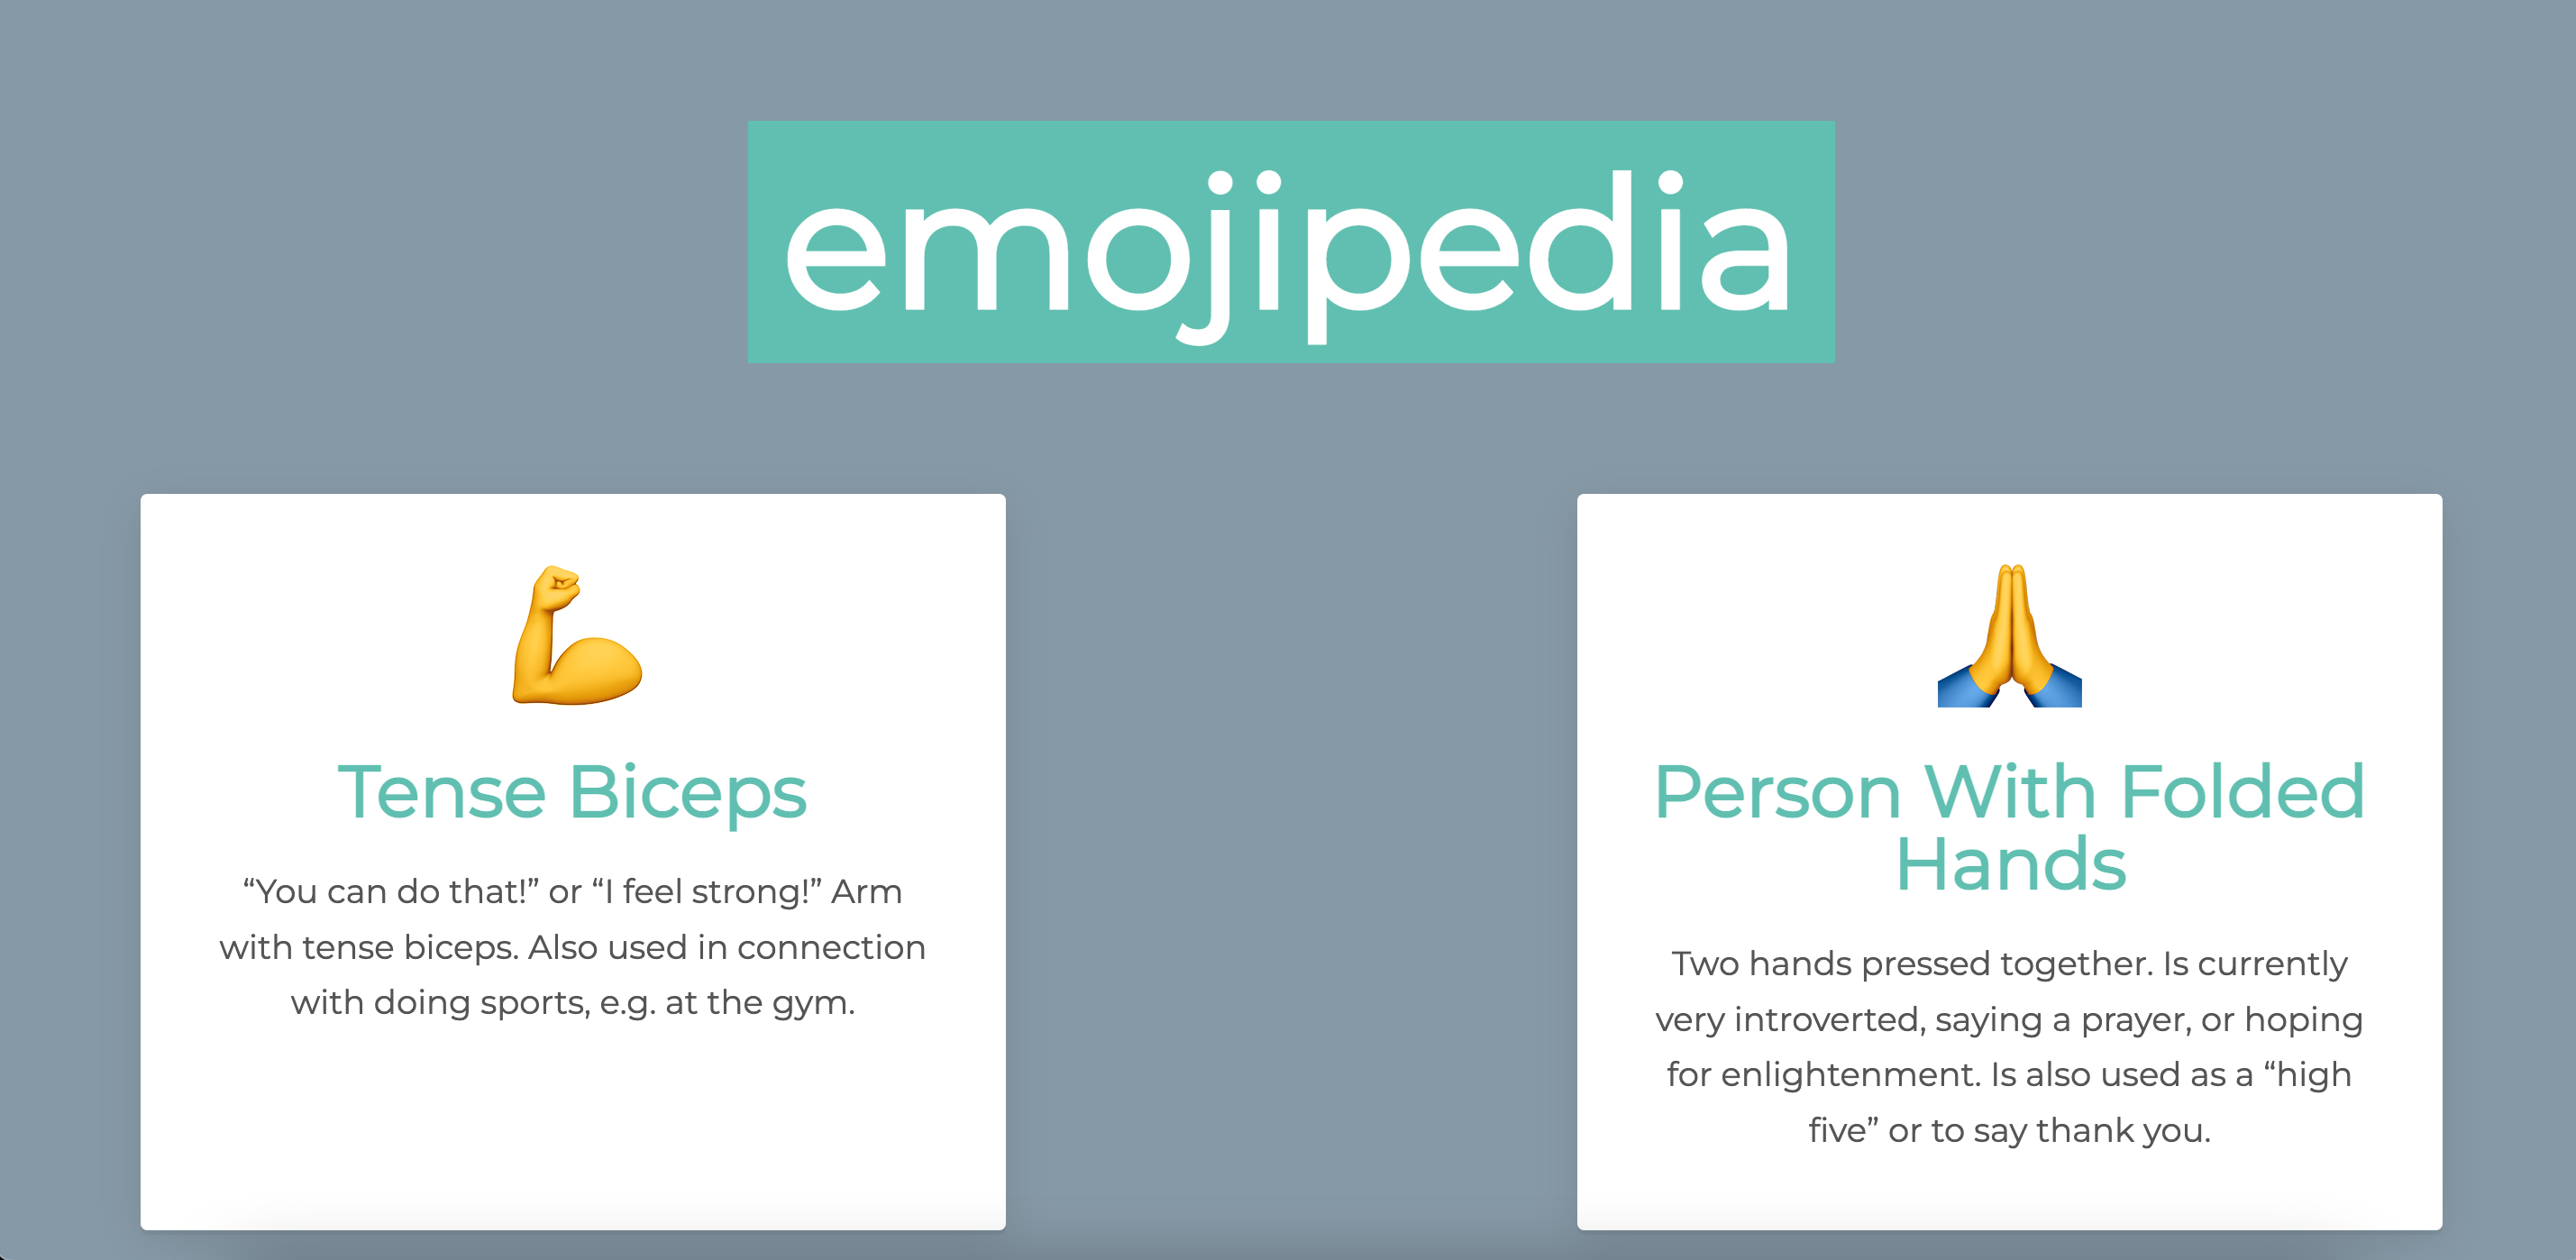 emojipedia
Tense Biceps
“You can do that!” or “I feel strong!” Arm
with tense biceps. Also used in connection
with doing sports, e.g. at the gym.
Person With Folded
Hands
Two hands pressed together. Is currently
very introverted, saying a prayer, or hoping
for enlightenment. Is also used as a “high
five” or to say thank you.